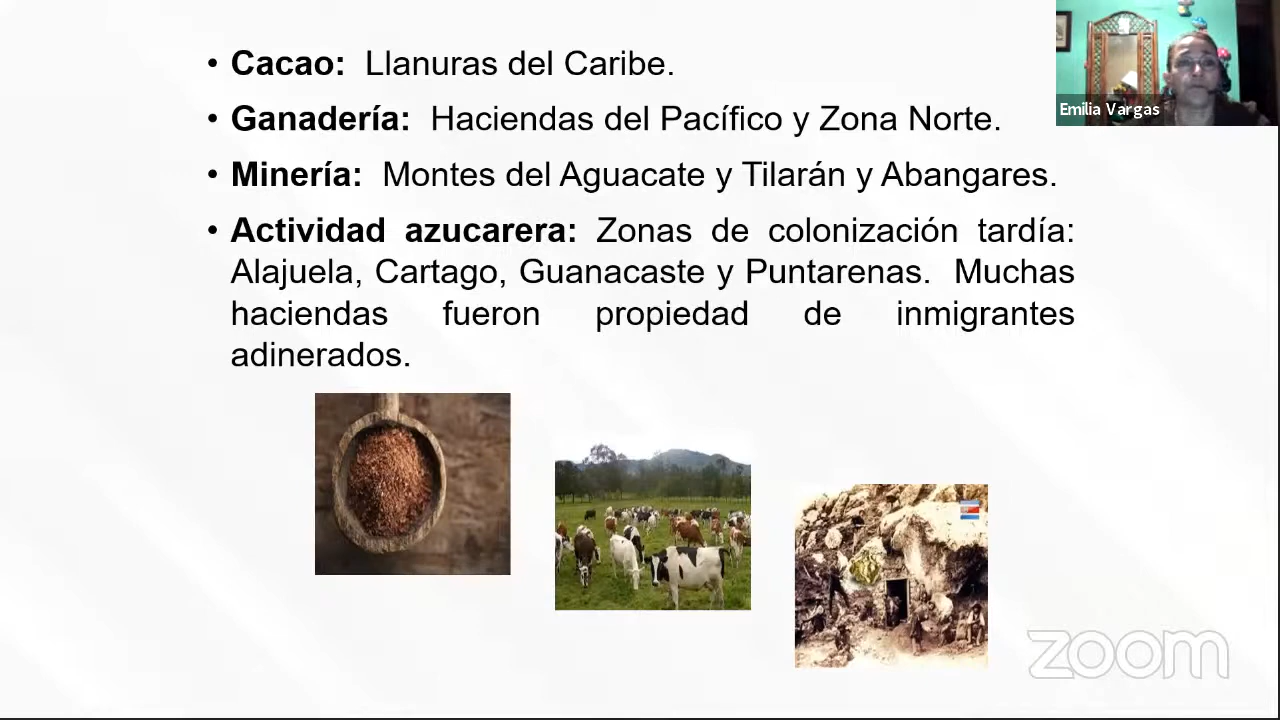 • Cacao: Llanuras del Caribe.
• Ganadería: Haciendas del Pacífico y Zona Norte.
• Minería: Montes del Aguacate y Tilarán y Abangares.
• Actividad azucarera: Zonas de colonización tardía:
Alajuela, Cartago, Guanacaste y Puntarenas. Muchas
haciendas fueron propiedad de inmigrantes
adinerados.
Emilia Vargas
zoom